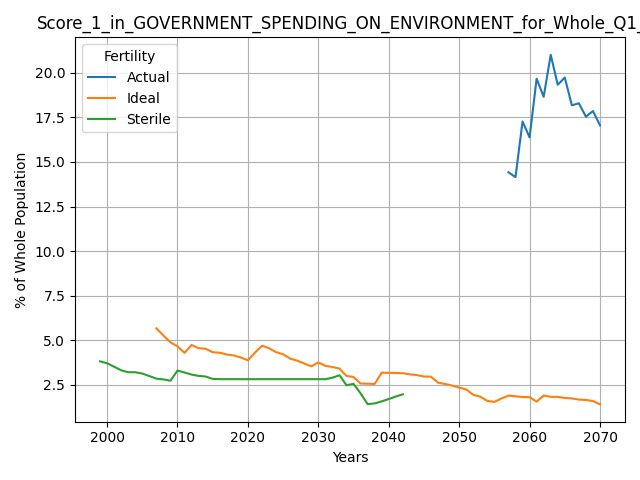 Score_1_in_GOVERNMENT_SPENDING_ON_ENVIRONMENT_for_Whole_Q1_
Fertility
Actual
Ideal
Sterile
% of Whole Population
20.0
17.5
15.0
12.5
10.0
7.5
5.0
2.5
2000 2010 2020 2030 2040 2050 2060 2070
Years